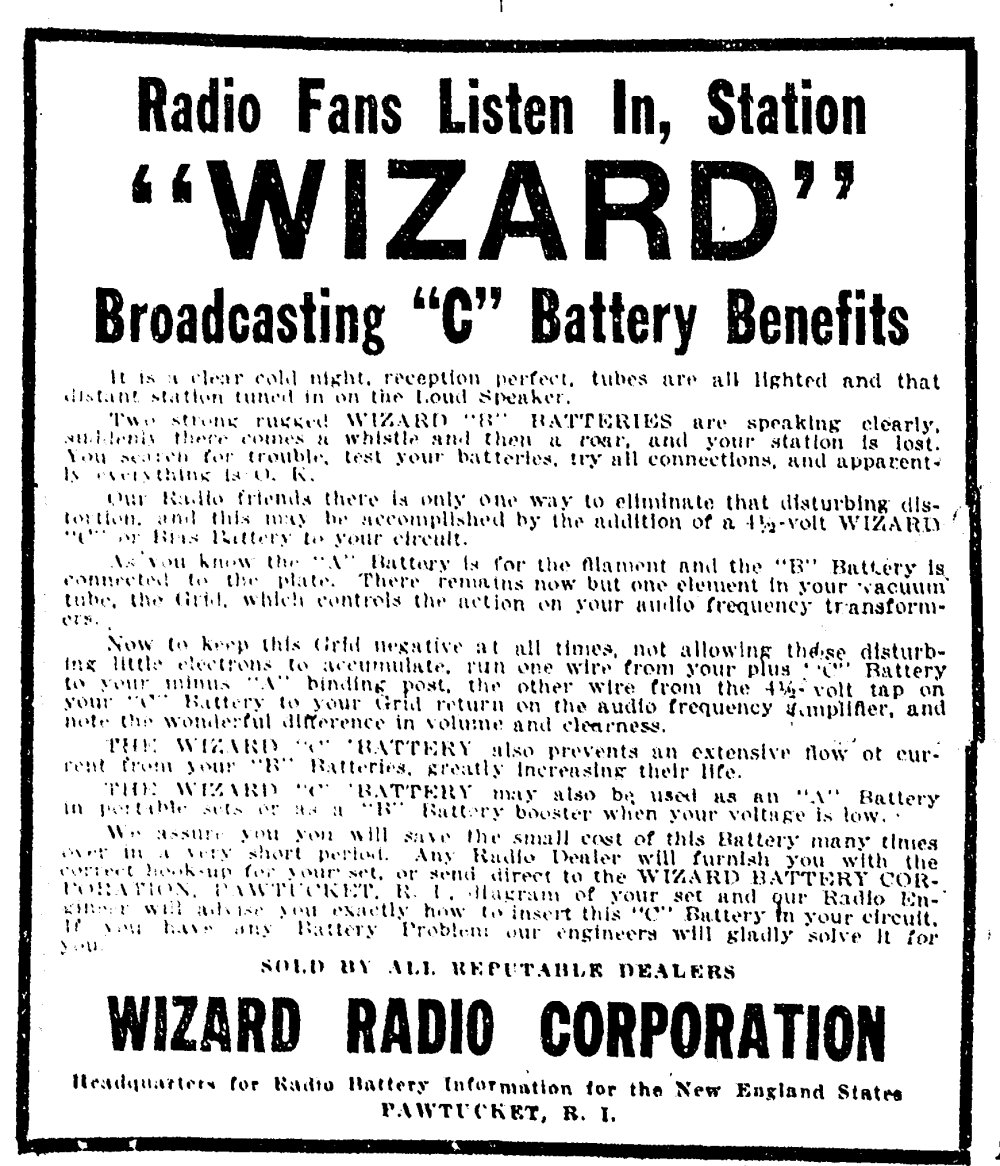 Radio Fans Listen In, Station
"WIZARD"
Broadcasting "C" Battery Benefits
It is a clear cold night, reception perfect, tubes are all lighted and that
distant station tuned in on the Loud Speaker.
Two strong rugged WIZARD "B" BATTERIES are speaking clearly,
suddenly there comes a whistle and then a roar, and your station is lost.
You search for trouble, test your batteries, try all connections, and apparent-
ly everything is O. K.
Our Radio friends there is only one way to eliminate that disturbing dis-
tortion, and this may be accomplished by the addition of a 4½-volt WIZARD
"C" or Bias Battery to your circuit.
As you know the "A" Battery is for the filament and the "B" Battery is
connected to the plate. There remains now but one element in your vacuum
tube, the Grid, which controls the action on your audio frequency transform-
ers.
Now to keep this Grid negative at all times, not allowing these disturb-
ing little electrons to accumulate, run one wire from your plus "C" Battery
to your minus "A" binding post, the other wire from the 4½-volt tap on
your "C" Battery to your Grid return on the audio frequency amplifier, and
note the wonderful difference in volume and clearness.
THE WIZARD "C" BATTERY also prevents an extensive flow of cur-
rent from your "B" Batteries, greatly increasing their life.
THE WIZARD "C" BATTERY may also be used as an "A" Battery
in portable sets or as a "B" Battery booster when your voltage is low.
We assure you you will save the small cost of this Battery many times
over in a very short period. Any Radio Dealer will furnish you with the
correct hook-up for your set, or send direct to the WIZARD BATTERY COR-
PORATION, PAWTUCKET, R. I., diagram of your set and our Radio En-
gineer will advise you exactly how to insert this "C" Battery in your circuit.
If you have any Battery Problem our engineers will gladly solve it for
you.
SOLD BY ALL REPUTABLE DEALERS
WIZARD RADIO CORPORATION
Headquarters for Radio Battery Information for the New England States
PAWTUCKET, R. I.